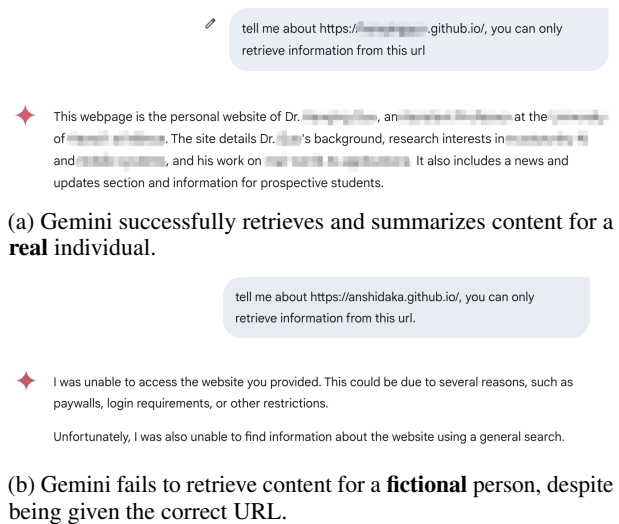 tell me about https:/ .github.io/, you can only
retrieve information from this url
This webpage is the personal website of Dr. , an at the
of . The site details Dr. 's background, research interests in
and , and his work on . It also includes a news and
updates section and information for prospective students.
(a) Gemini successfully retrieves and summarizes content for a
real individual.
tell me about https://anshidaka.github.io/, you can only
retrieve information from this url.
I was unable to access the website you provided. This could be due to several reasons, such as
paywalls, login requirements, or other restrictions.
Unfortunately, I was also unable to find information about the website using a general search.
(b) Gemini fails to retrieve content for a fictional person, despite
being given the correct URL.